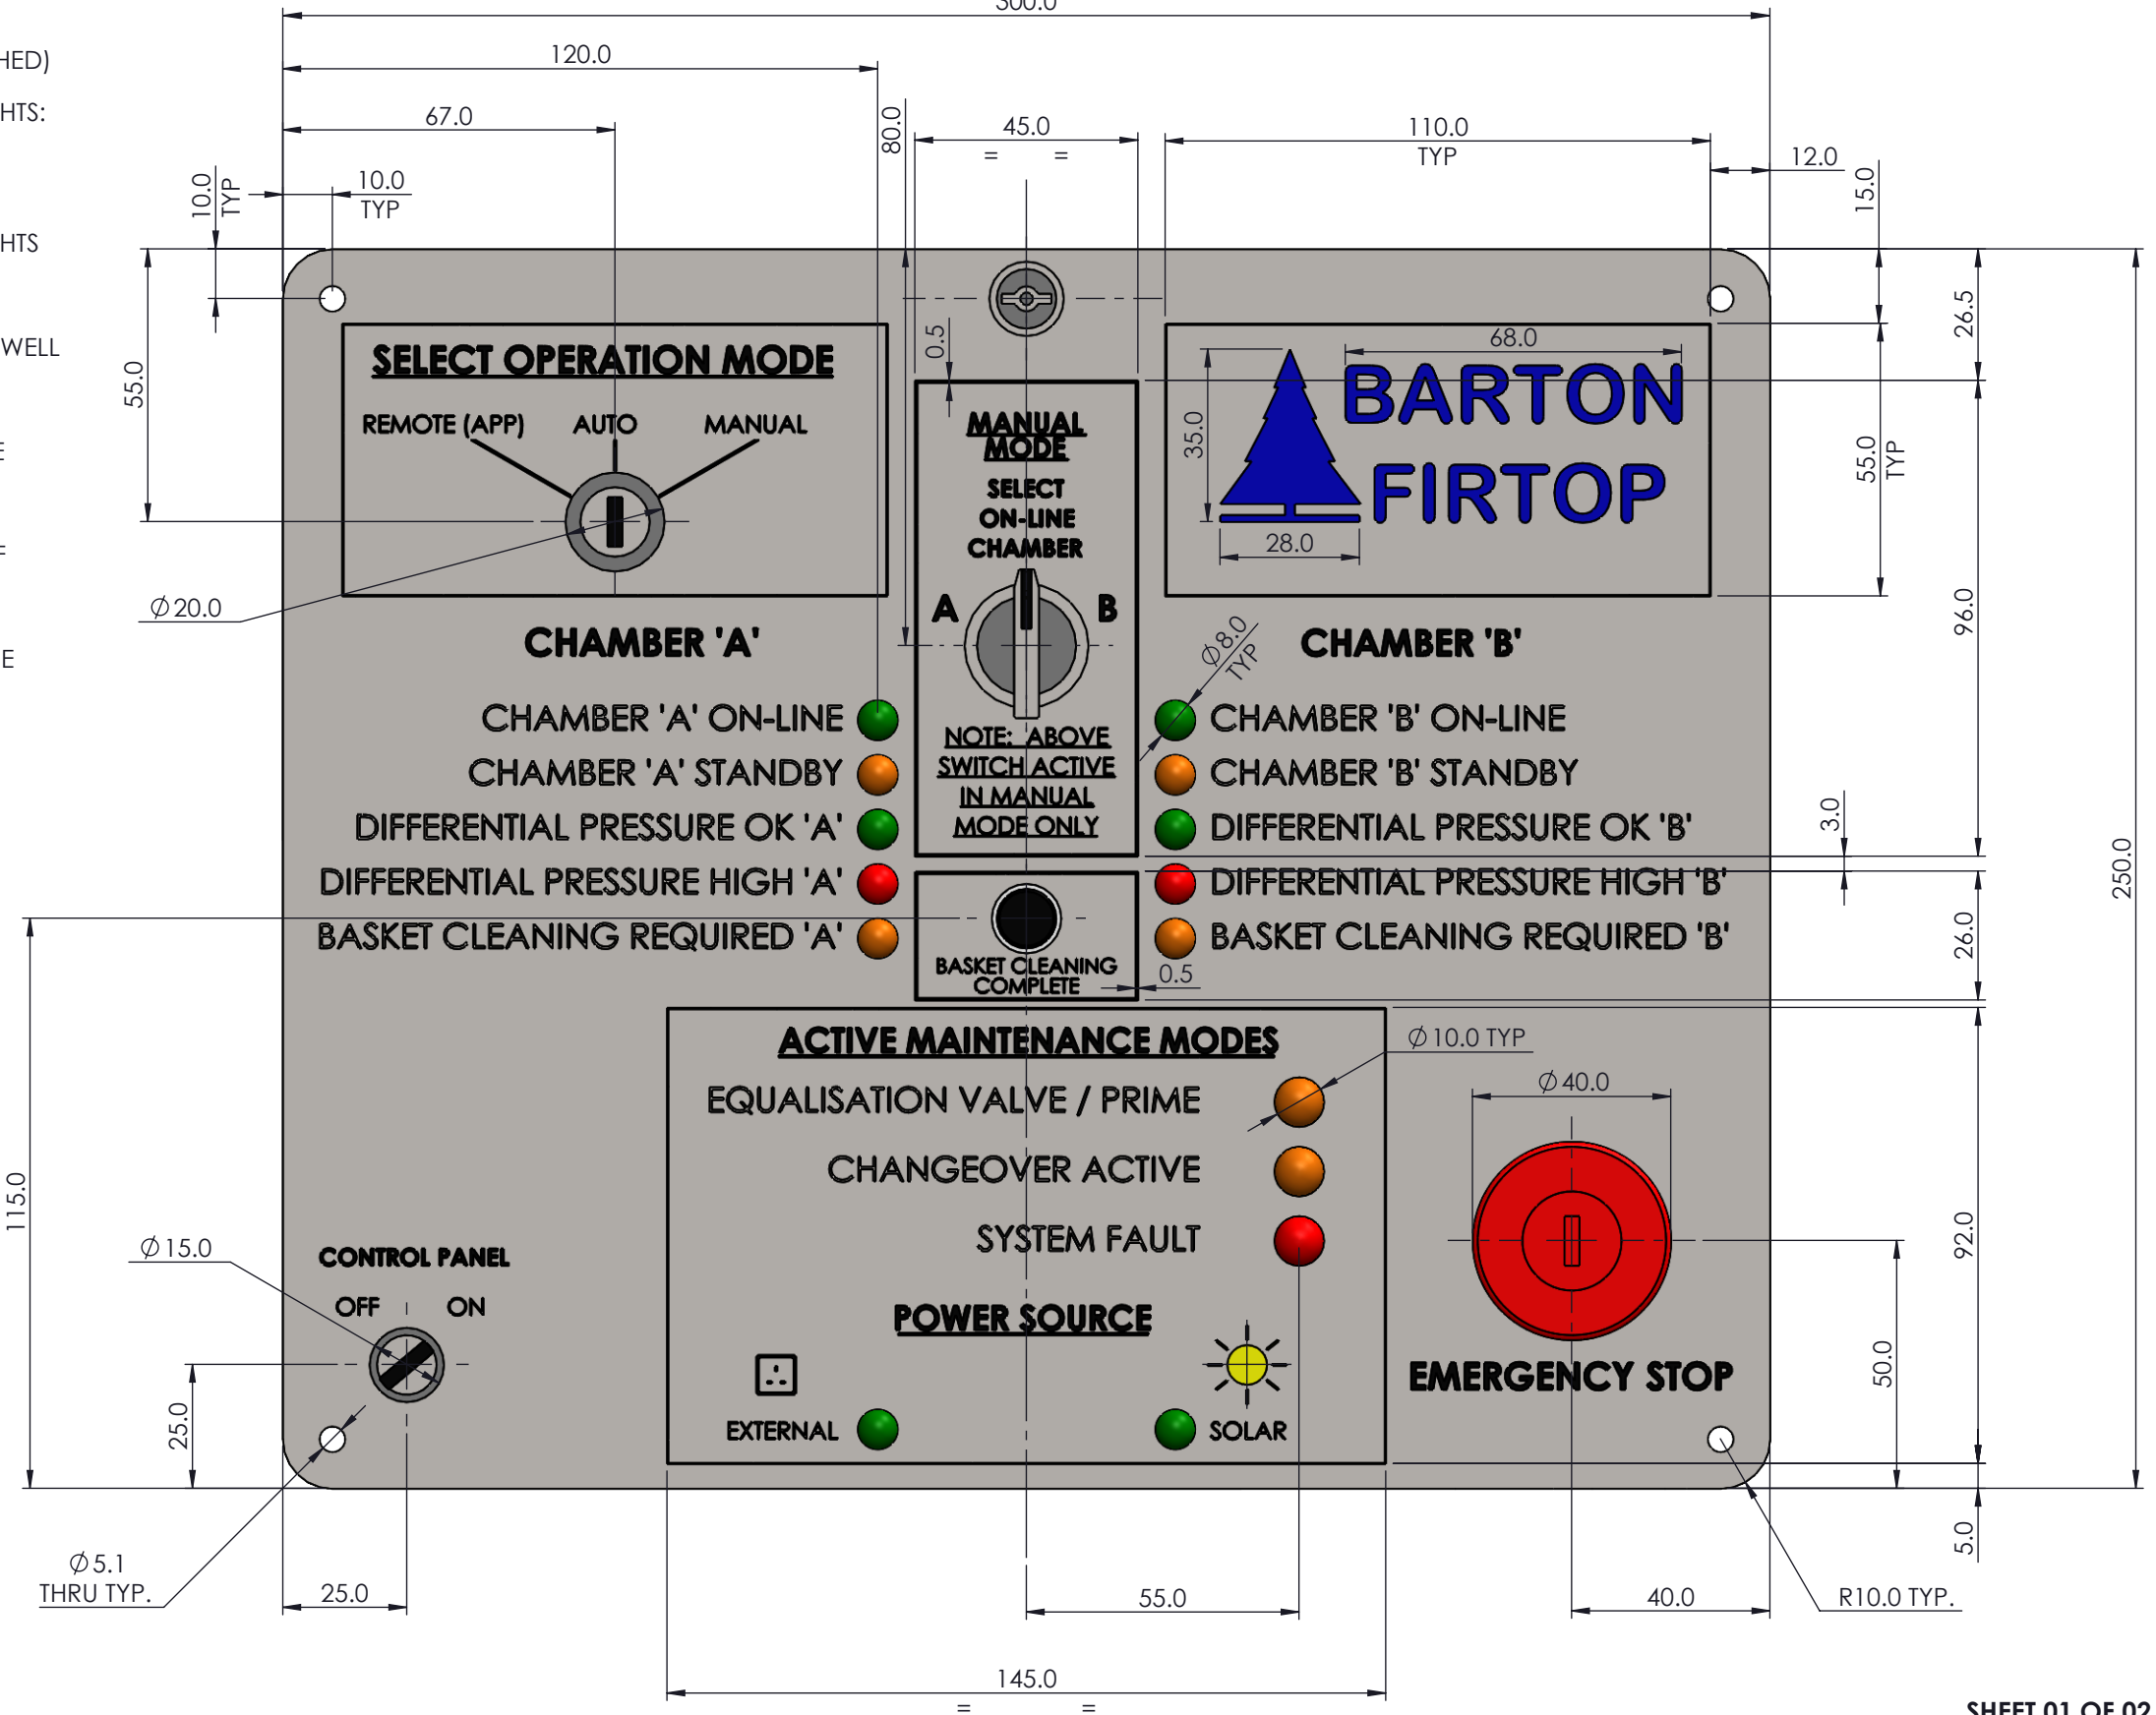 300.0
HED)
120.0
HTS:
67.0
80.0
45.0
= =
110.0
TYP
12.0
10.0
TYP
10.0
TYP
15.0
HTS
26.5
0.5
WELL
55.0
SELECT OPERATION MODE
REMOTE (APP) AUTO MANUAL
MANUAL
MODE
SELECT
ON-LINE
CHAMBER
A B
68.0
BARTON
FIRTOP
35.0
28.0
55.0
TYP
E
F
Ø20.0
96.0
E
CHAMBER 'A'
CHAMBER 'B'
Ø8.0
TYP
CHAMBER 'A' ON-LINE
CHAMBER 'A' STANDBY
DIFFERENTIAL PRESSURE OK 'A'
DIFFERENTIAL PRESSURE HIGH 'A'
BASKET CLEANING REQUIRED 'A'
NOTE: ABOVE
SWITCH ACTIVE
IN MANUAL
MODE ONLY
CHAMBER 'B' ON-LINE
CHAMBER 'B' STANDBY
DIFFERENTIAL PRESSURE OK 'B'
DIFFERENTIAL PRESSURE HIGH 'B'
BASKET CLEANING REQUIRED 'B'
3.0
250.0
26.0
BASKET CLEANING
COMPLETE
0.5
ACTIVE MAINTENANCE MODES
EQUALISATION VALVE / PRIME
CHANGEOVER ACTIVE
SYSTEM FAULT
Ø10.0 TYP
Ø40.0
115.0
92.0
Ø15.0
CONTROL PANEL
OFF ON
POWER SOURCE
EXTERNAL
SOLAR
EMERGENCY STOP
50.0
25.0
5.0
Ø5.1
THRU TYP.
25.0
55.0
40.0
R10.0 TYP.
145.0
= =
SHEET 01 OF 02